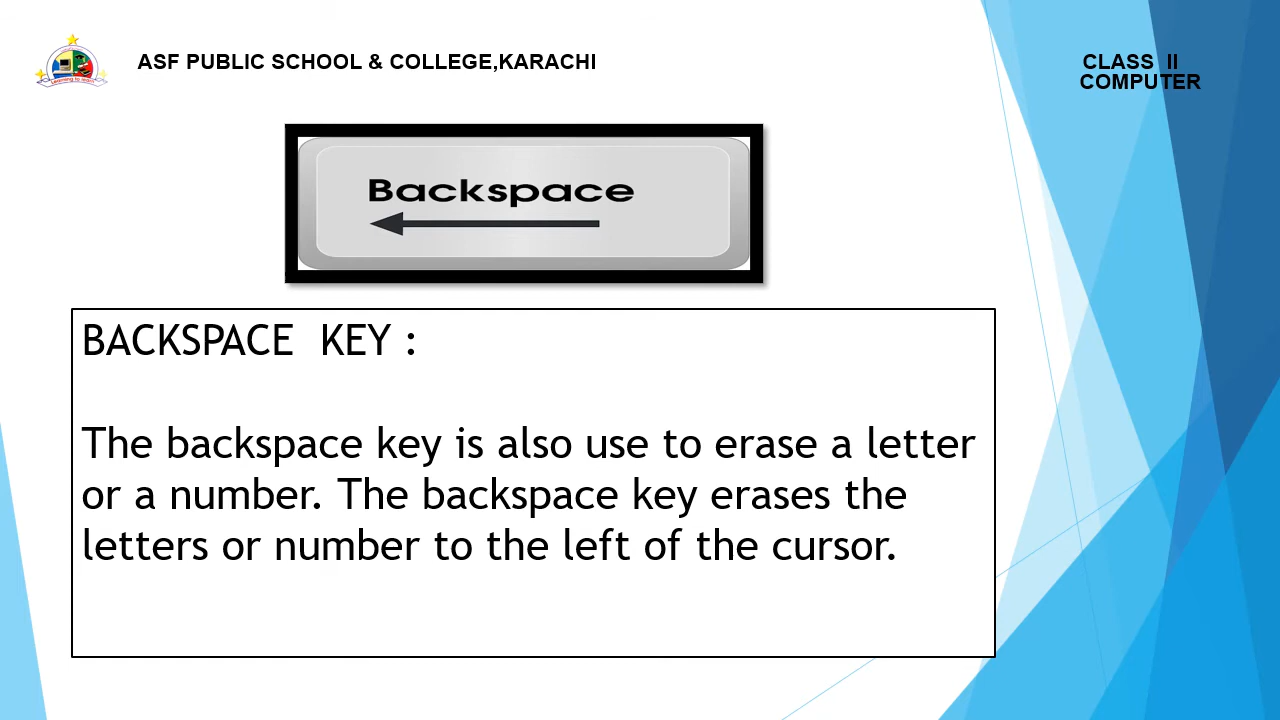 ASF PUBLIC SCHOOL & COLLEGE,KARACHI
CLASS II
COMPUTER
Backspace
BACKSPACE KEY :
The backspace key is also use to erase a letter
or a number. The backspace key erases the
letters or number to the left of the cursor.